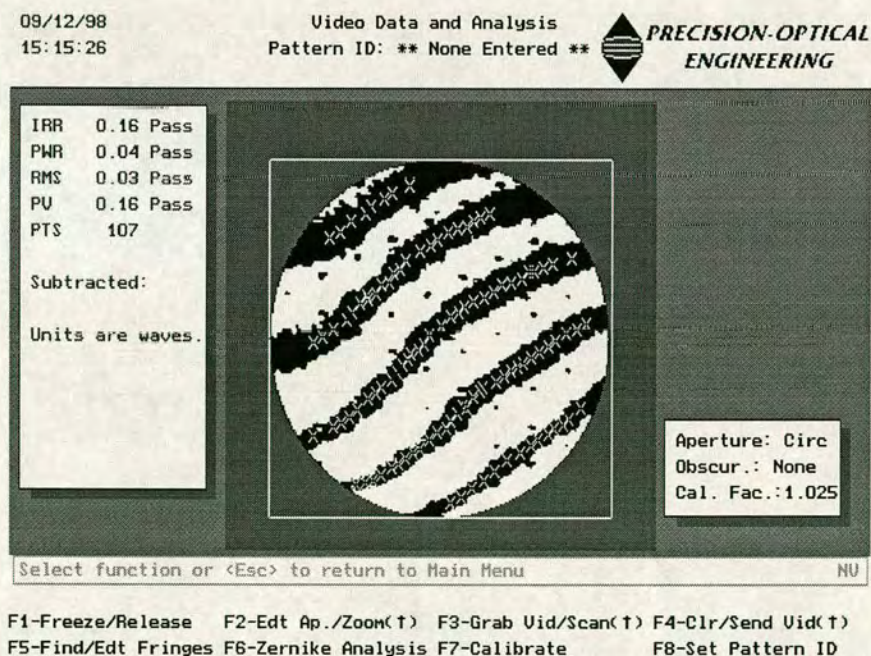 09/12/98
15:15:26
Video Data and Analysis
Pattern ID: ** None Entered **
PRECISION-OPTICAL
ENGINEERING
IRR 0.16 Pass
PWR 0.04 Pass
RMS 0.03 Pass
PV 0.16 Pass
PTS 107
Subtracted:
Units are waves.
Aperture: Circ
Obscur.: None
Cal. Fac.:1.025
Select function or <Esc> to return to Main Menu NV
F1-Freeze/Release F2-Edt Ap./Zoom(↑) F3-Grab Vid/Scan(↑) F4-Clr/Send Vid(↑)
F5-Find/Edt Fringes F6-Zernike Analysis F7-Calibrate F8-Set Pattern ID